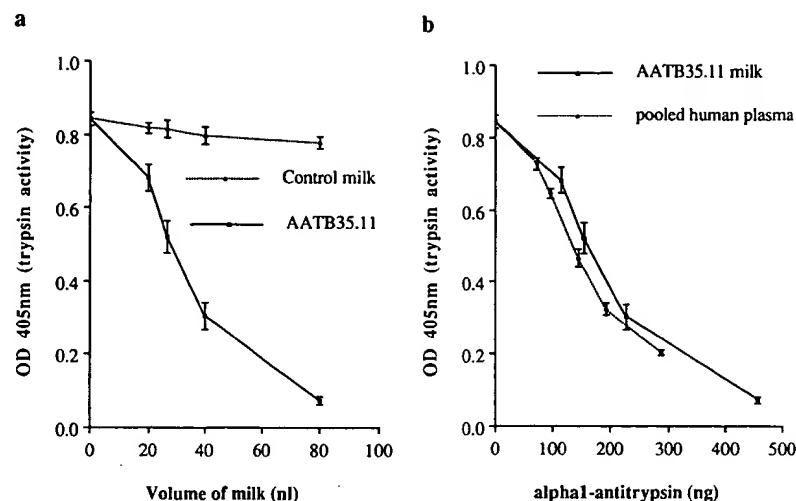 a
OD 405nm (trypsin activity)
1.0
0.8
0.6
0.4
0.2
0.0
Control milk
AATB35.11
0 20 40 60 80 100
Volume of milk (nl)
b
OD 405nm (trypsin activity)
1.0
0.8
0.6
0.4
0.2
0.0
AATB35.11 milk
pooled human plasma
0 100 200 300 400 500
alpha1-antitrypsin (ng)